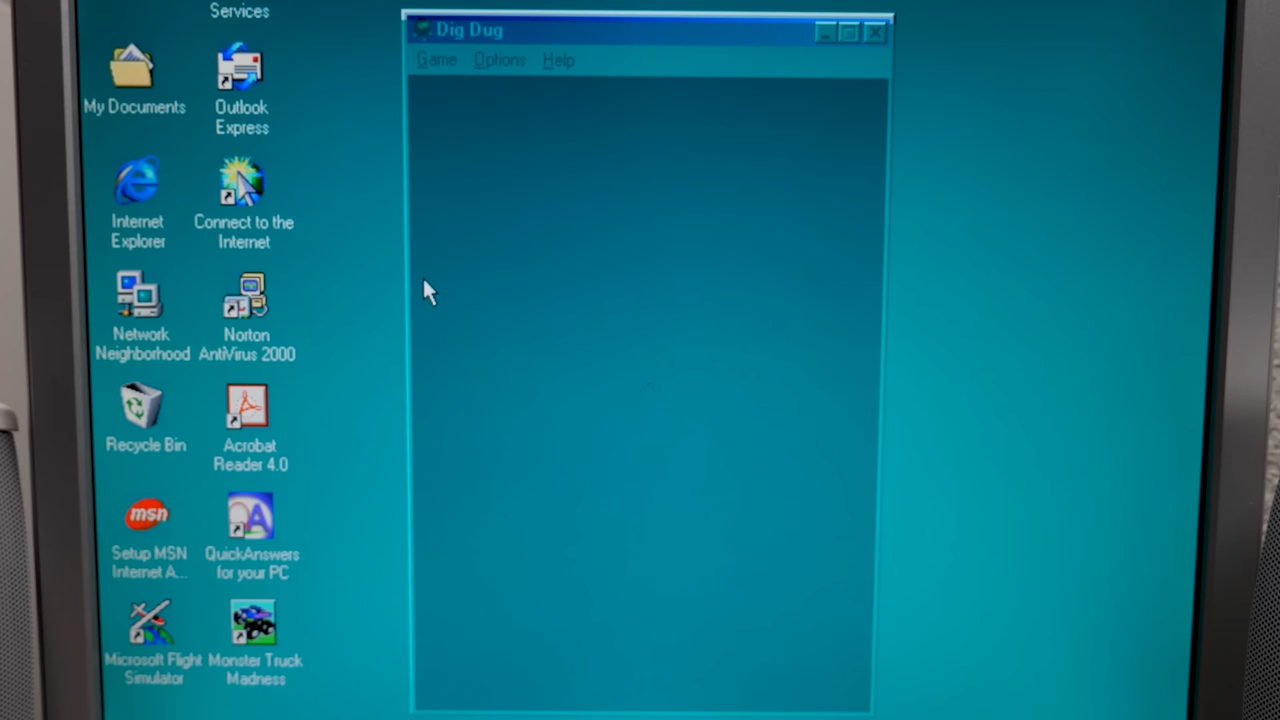 Services
Dig Dug
Game Options Help
My Documents
Outlook
Express
Internet
Explorer
Connect to the
Internet
Network
Neighborhood
Norton
AntiVirus 2000
Recycle Bin
Acrobat
Reader 4.0
msn
Setup MSN
Internet A...
QuickAnswers
for your PC
Microsoft Flight
Simulator
Monster Truck
Madness